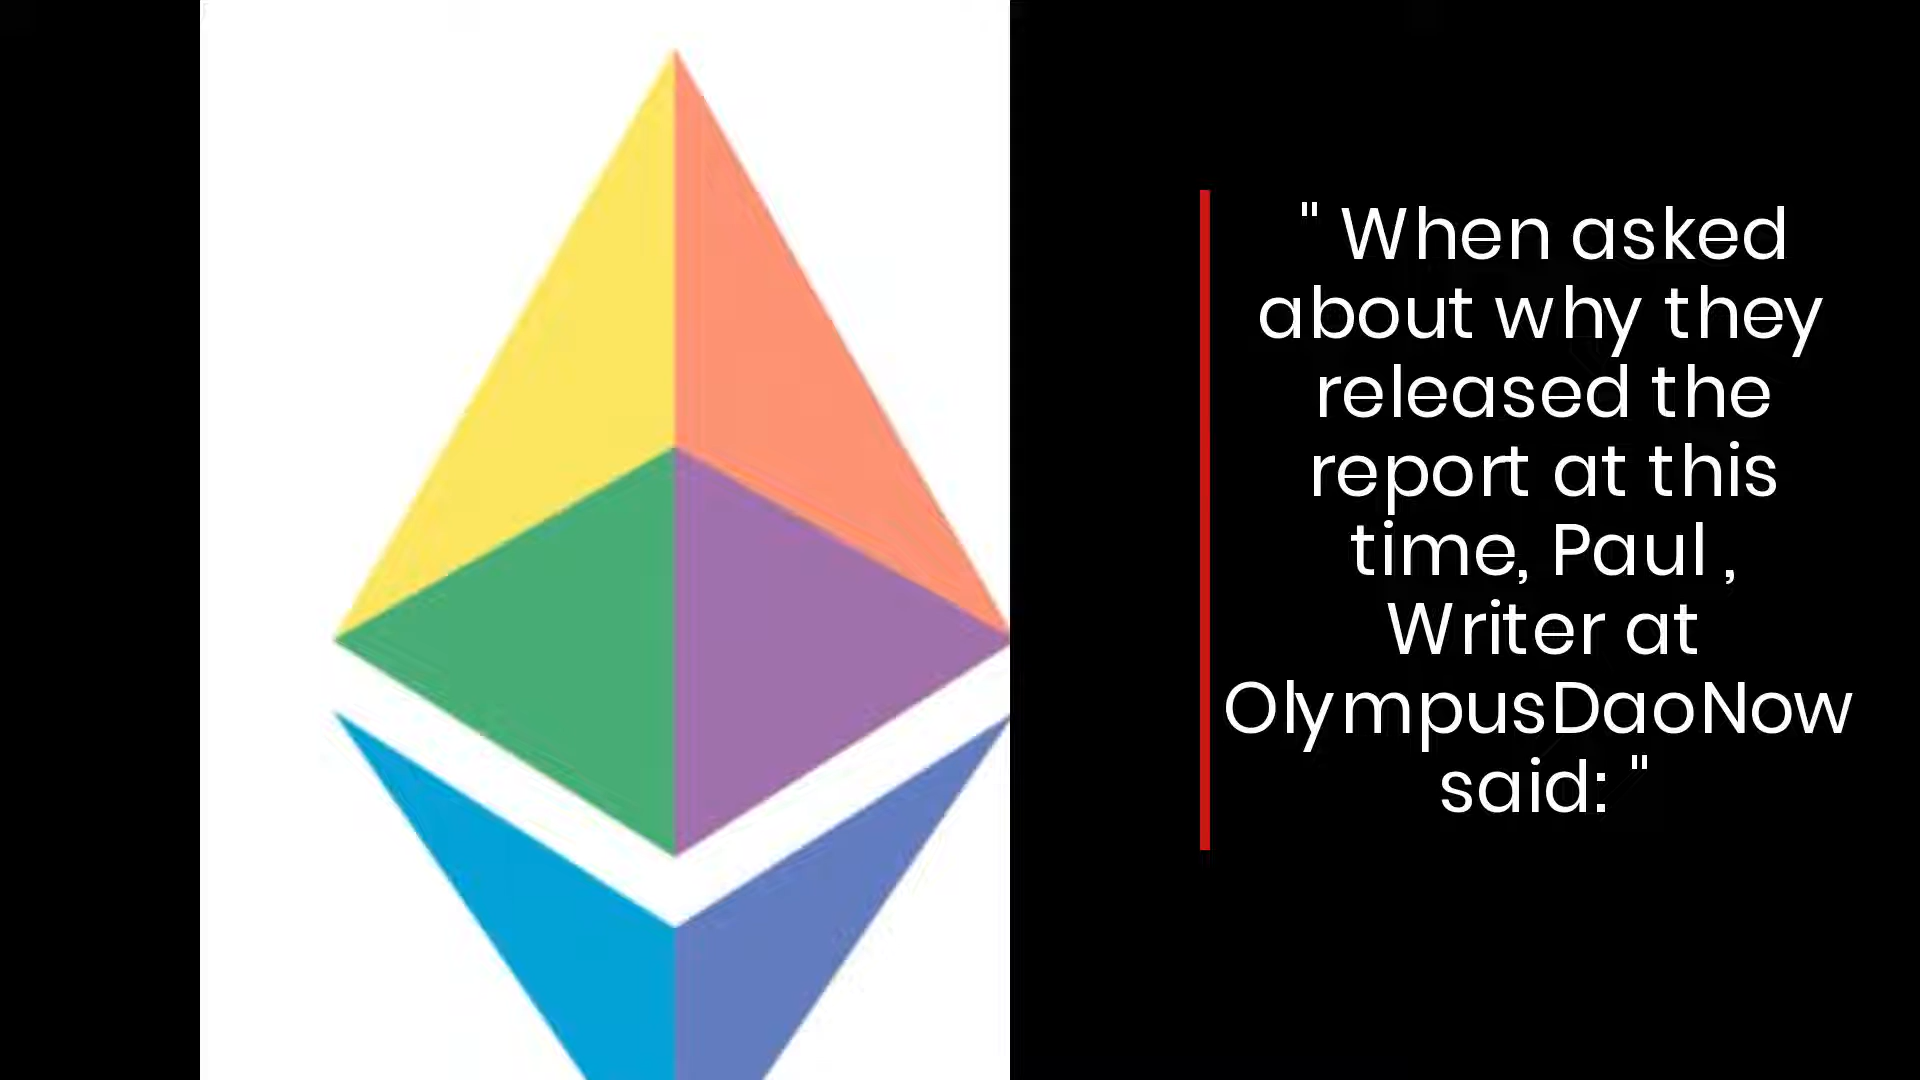 " When asked
about why they
released the
report at this
time, Paul ,
Writer at
OlympusDaoNow
said: "